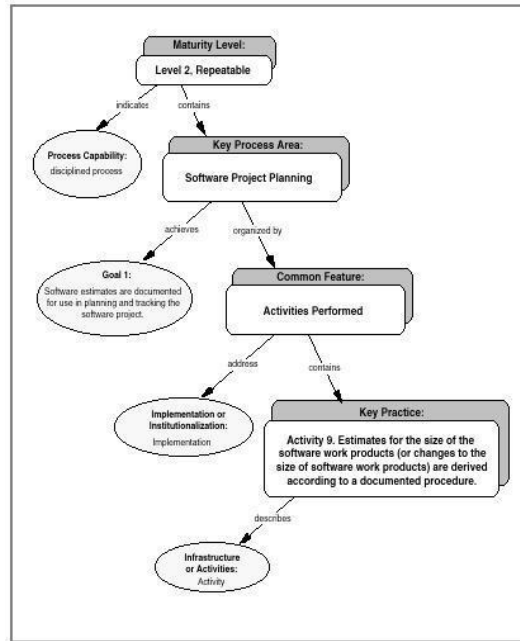 Maturity Level:
Level 2, Repeatable
indicates
contains
Process Capability:
disciplined process
Key Process Area:
Software Project Planning
achieves
organized by
Goal 1:
Software estimates are documented
for use in planning and tracking the
software project.
Common Feature:
Activities Performed
address
contains
Implementation or
Institutionalization:
Implementation
Key Practice:
Activity 9. Estimates for the size of the
software work products (or changes to the
size of software work products) are derived
according to a documented procedure.
describes
Infrastructure
or Activities:
Activity